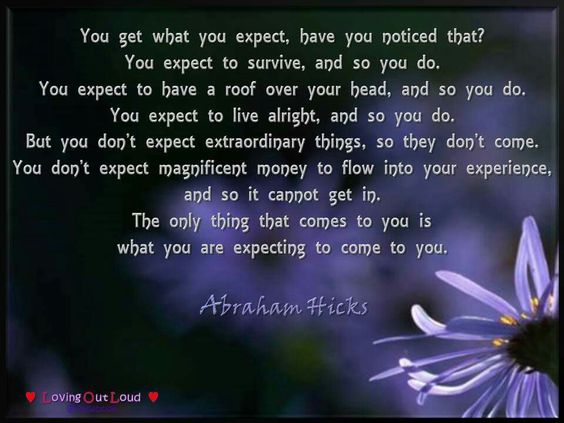 You get what you expect, have you noticed that?
You expect to survive, and so you do.
You expect to have a roof over your head, and so you do.
You expect to live alright, and so you do.
But you don't expect extraordinary things, so they don't come.
You don't expect magnificent money to flow into your experience,
and so it cannot get in.
The only thing that comes to you is
what you are expecting to come to you.
Abraham Hicks
♥ Loving Out Loud ♥